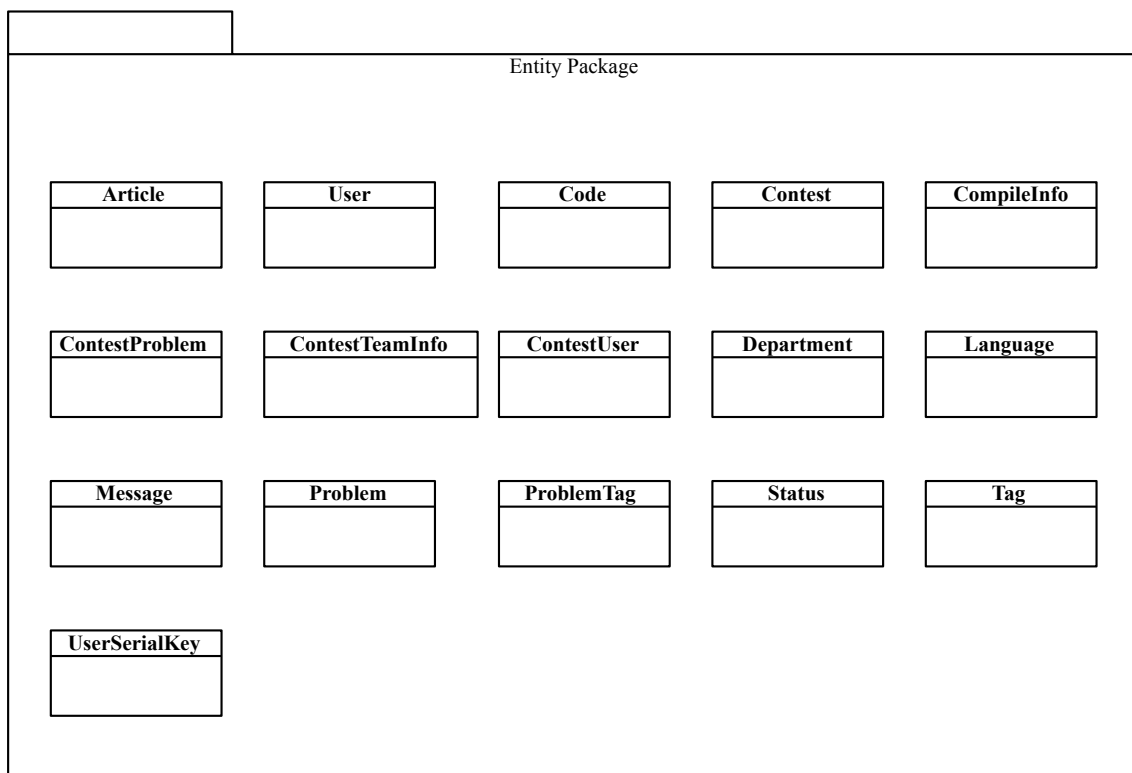 Entity Package
Article User Code Contest CompileInfo
ContestProblem ContestTeamInfo ContestUser Department Language
Message Problem ProblemTag Status Tag
UserSerialKey